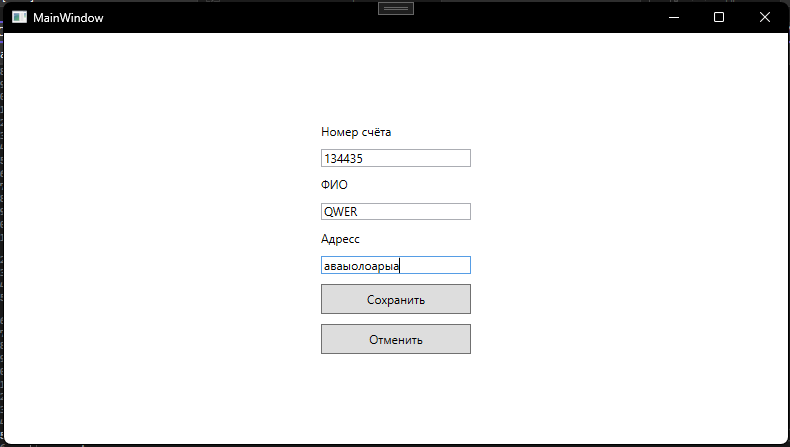 MainWindow
Номер счёта
134435
ФИО
QWER
Адресс
аваыолоарыа
Сохранить
Отменить